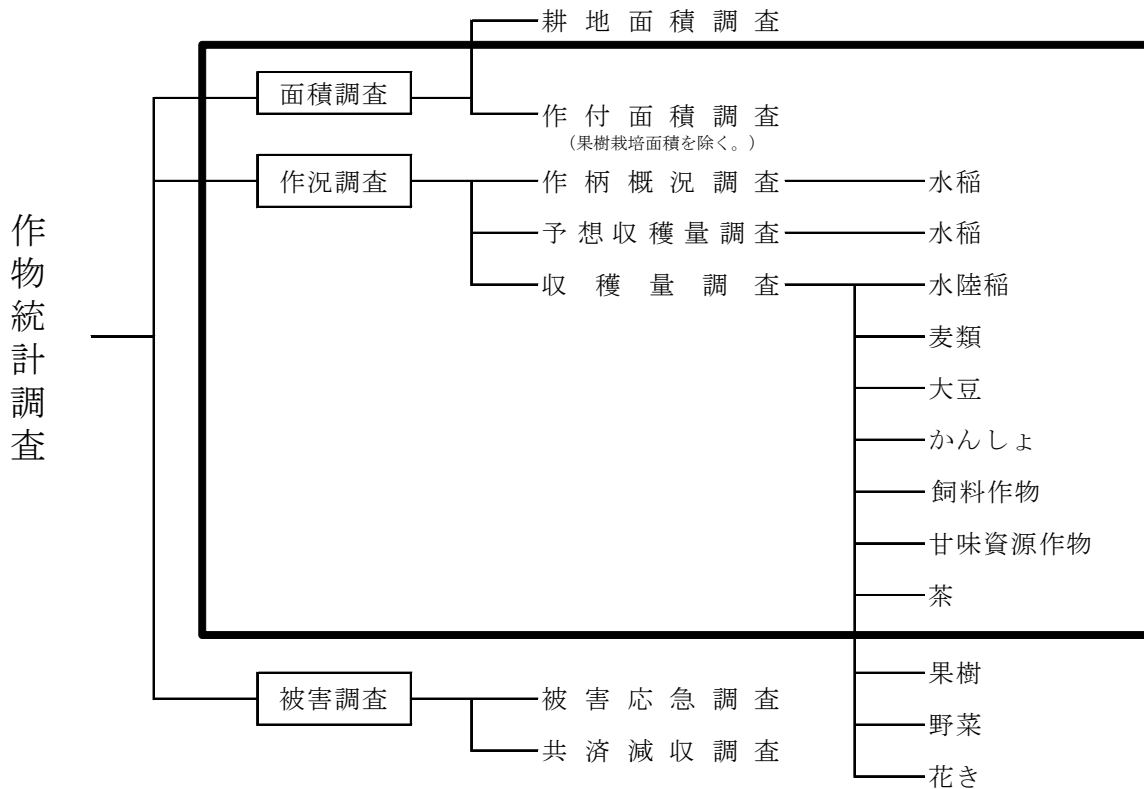 作物統計調査
耕地面積調査
面積調査
作付面積調査
（果樹栽培面積を除く。）
作況調査
作柄概況調査
水稲
予想収穫量調査
水稲
収穫量調査
水陸稲
麦類
大豆
かんしょ
飼料作物
甘味資源作物
茶
果樹
野菜
花き
被害調査
被害応急調査
共済減収調査